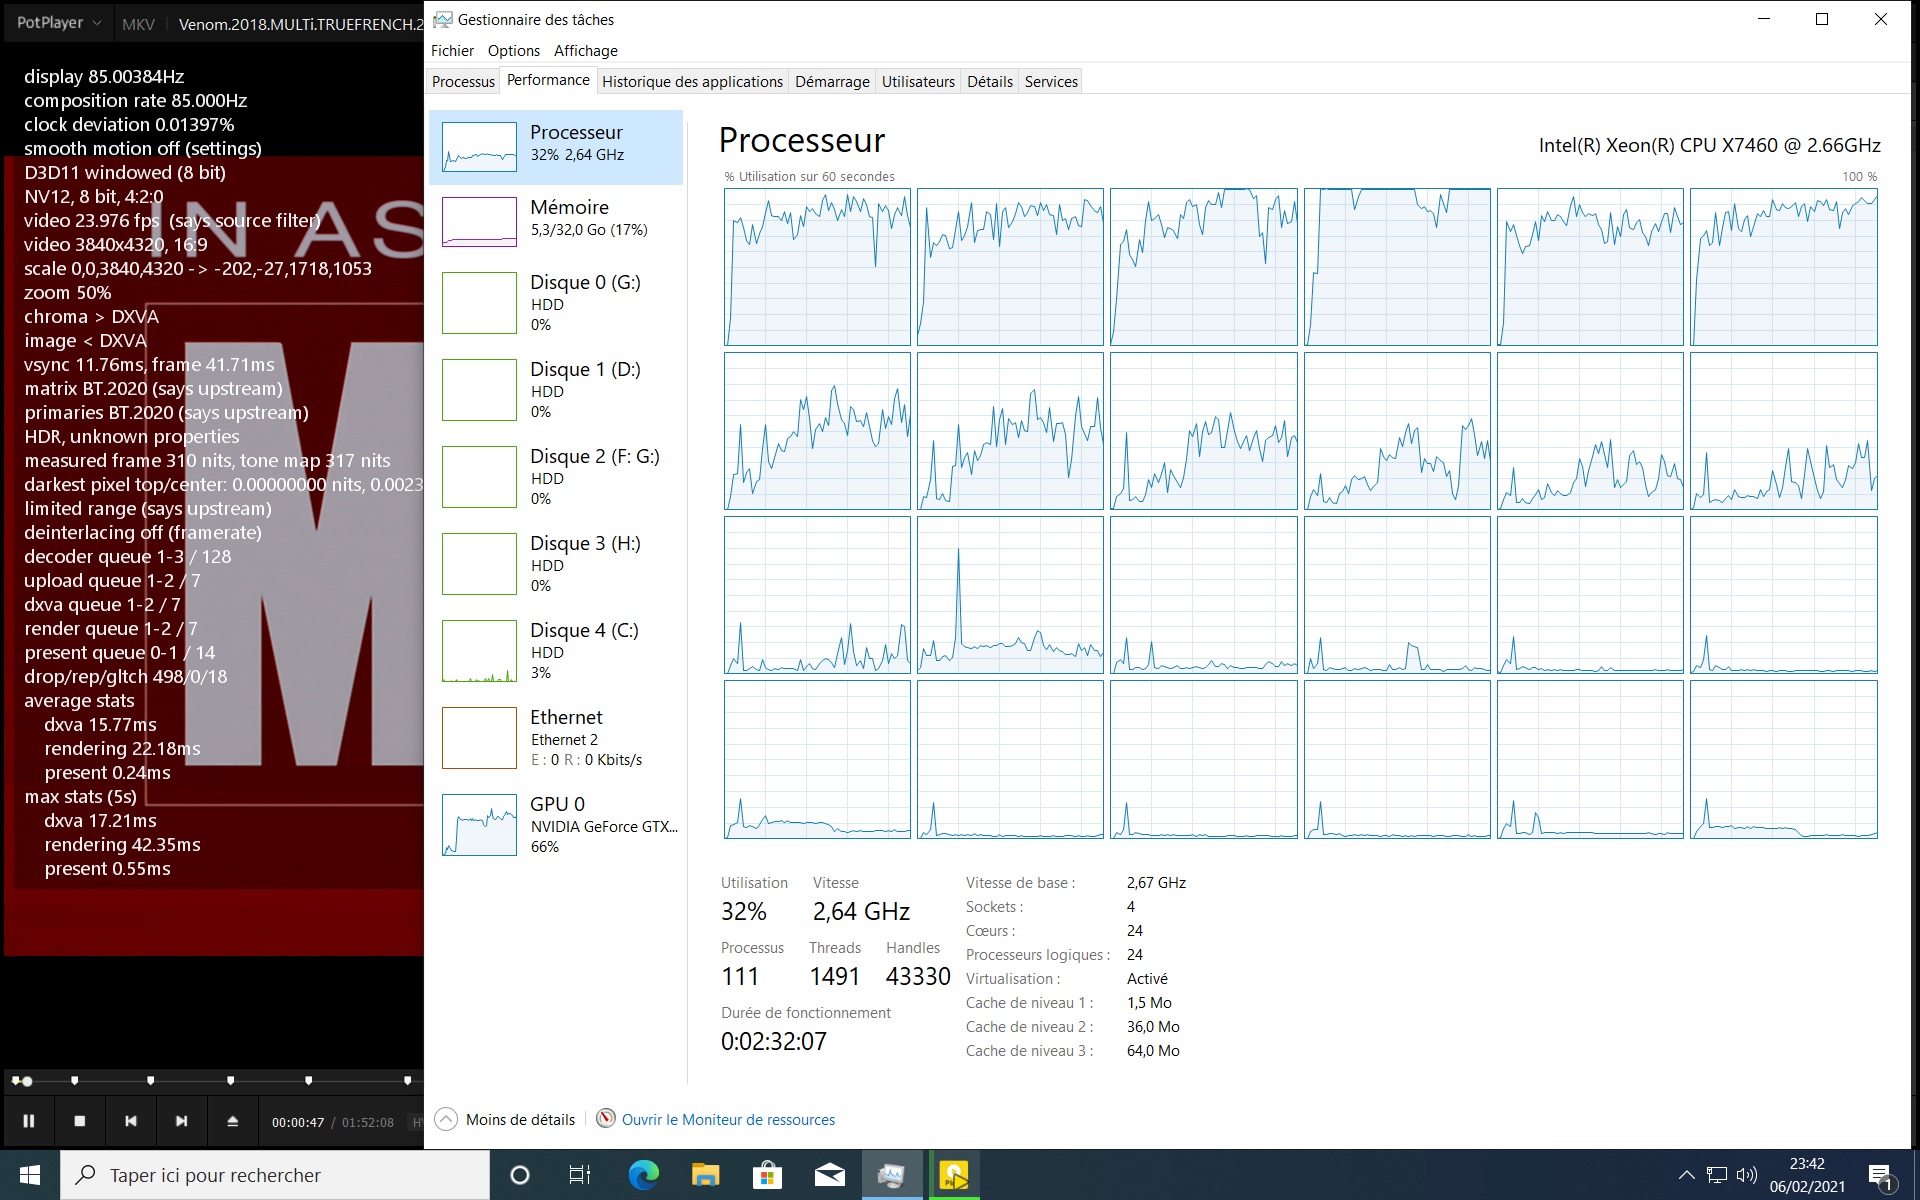 PotPlayer MKV Venom.2018.MULTi.TRUEFRENCH.2
display 85.00384Hz
composition rate 85.000Hz
clock deviation 0.01397%
smooth motion off (settings)
D3D11 windowed (8 bit)
NV12, 8 bit, 4:2:0
video 23.976 fps (says source filter)
video 3840x4320, 16:9
scale 0,0,3840,4320 -> -202,-27,1718,1053
zoom 50%
chroma > DXVA
image < DXVA
vsync 11.76ms, frame 41.71ms
matrix BT.2020 (says upstream)
primaries BT.2020 (says upstream)
HDR, unknown properties
measured frame 310 nits, tone map 317 nits
darkest pixel top/center: 0.00000000 nits, 0.0023
limited range (says upstream)
deinterlacing off (framerate)
decoder queue 1-3 / 128
upload queue 1-2 / 7
dxva queue 1-2 / 7
render queue 1-2 / 7
present queue 0-1 / 14
drop/rep/gltch 498/0/18
average stats
dxva 15.77ms
rendering 22.18ms
present 0.24ms
max stats (5s)
dxva 17.21ms
rendering 42.35ms
present 0.55ms
IN AS
M
M
00:00:47 / 01:52:08
Gestionnaire des tâches
Fichier Options Affichage
Processus Performance Historique des applications Démarrage Utilisateurs Détails Services
Processeur
32% 2,64 GHz
Mémoire
5,3/32,0 Go (17%)
Disque 0 (G:)
HDD
0%
Disque 1 (D:)
HDD
0%
Disque 2 (F: G:)
HDD
0%
Disque 3 (H:)
HDD
0%
Disque 4 (C:)
HDD
3%
Ethernet
Ethernet 2
E : 0 R : 0 Kbits/s
GPU 0
NVIDIA GeForce GTX...
66%
Processeur
Intel(R) Xeon(R) CPU X7460 @ 2.66GHz
% Utilisation sur 60 secondes 100 %
Utilisation Vitesse
32% 2,64 GHz
Processus Threads Handles
111 1491 43330
Durée de fonctionnement
0:02:32:07
Vitesse de base : 2,67 GHz
Sockets : 4
Cœurs : 24
Processeurs logiques : 24
Virtualisation : Activé
Cache de niveau 1 : 1,5 Mo
Cache de niveau 2 : 36,0 Mo
Cache de niveau 3 : 64,0 Mo
Moins de détails Ouvrir le Moniteur de ressources
Taper ici pour rechercher
23:42
06/02/2021
1